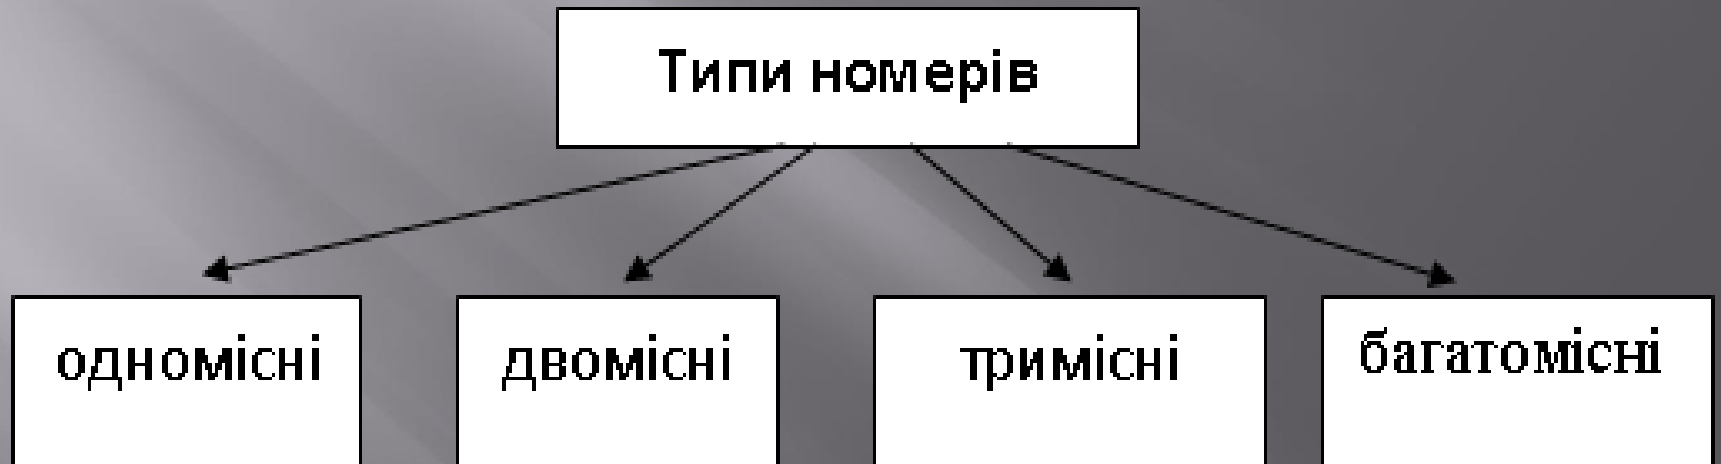 Типи номерів
одномісні
двомісні
тримісні
багатомісні